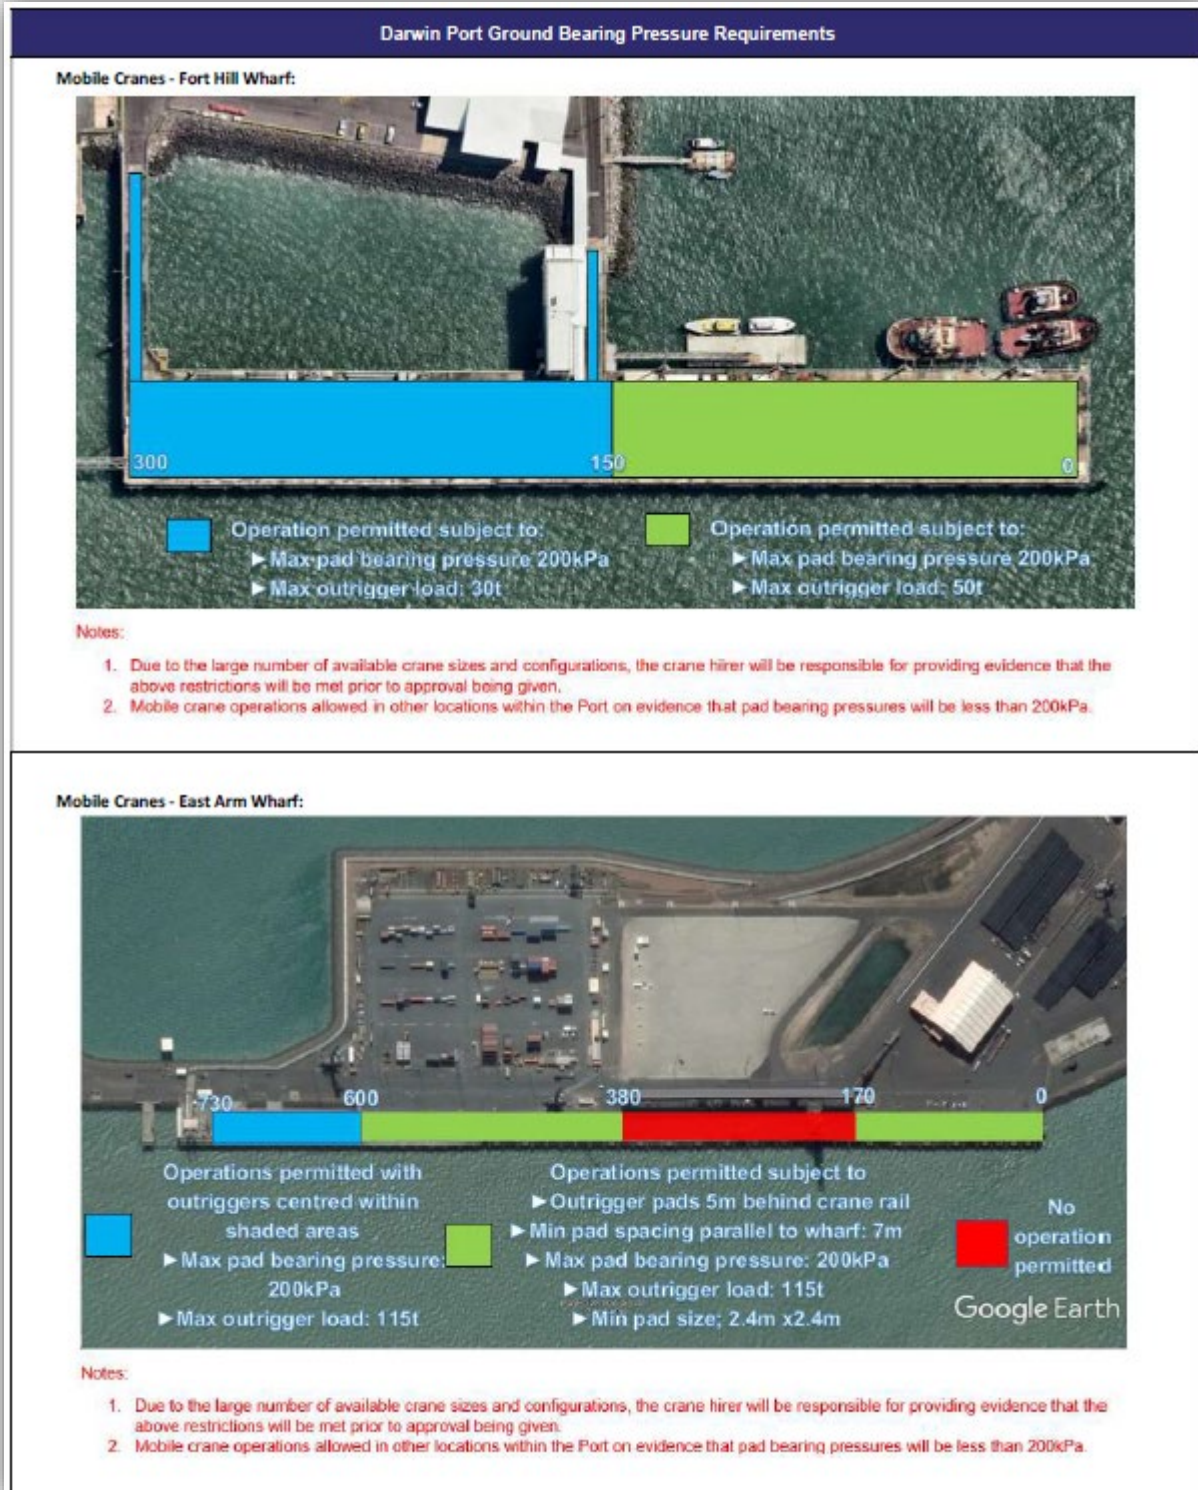 Darwin Port Ground Bearing Pressure Requirements
Mobile Cranes - Fort Hill Wharf:
300
150
0
Operation permitted subject to:
►Max pad bearing pressure 200kPa
►Max outrigger load: 30t
Operation permitted subject to:
►Max pad bearing pressure 200kPa
►Max outrigger load: 50t
Notes:
1. Due to the large number of available crane sizes and configurations, the crane hirer will be responsible for providing evidence that the
above restrictions will be met prior to approval being given.
2. Mobile crane operations allowed in other locations within the Port on evidence that pad bearing pressures will be less than 200kPa.
Mobile Cranes - East Arm Wharf:
730
600
380
170
0
Operations permitted with
outriggers centred within
shaded areas
►Max pad bearing pressure:
200kPa
►Max outrigger load: 115t
Operations permitted subject to
►Outrigger pads 5m behind crane rail
►Min pad spacing parallel to wharf: 7m
►Max pad bearing pressure: 200kPa
►Max outrigger load: 115t
►Min pad size; 2.4m x2.4m
No
operation
permitted
Google Earth
Notes:
1. Due to the large number of available crane sizes and configurations, the crane hirer will be responsible for providing evidence that the
above restrictions will be met prior to approval being given.
2. Mobile crane operations allowed in other locations within the Port on evidence that pad bearing pressures will be less than 200kPa.